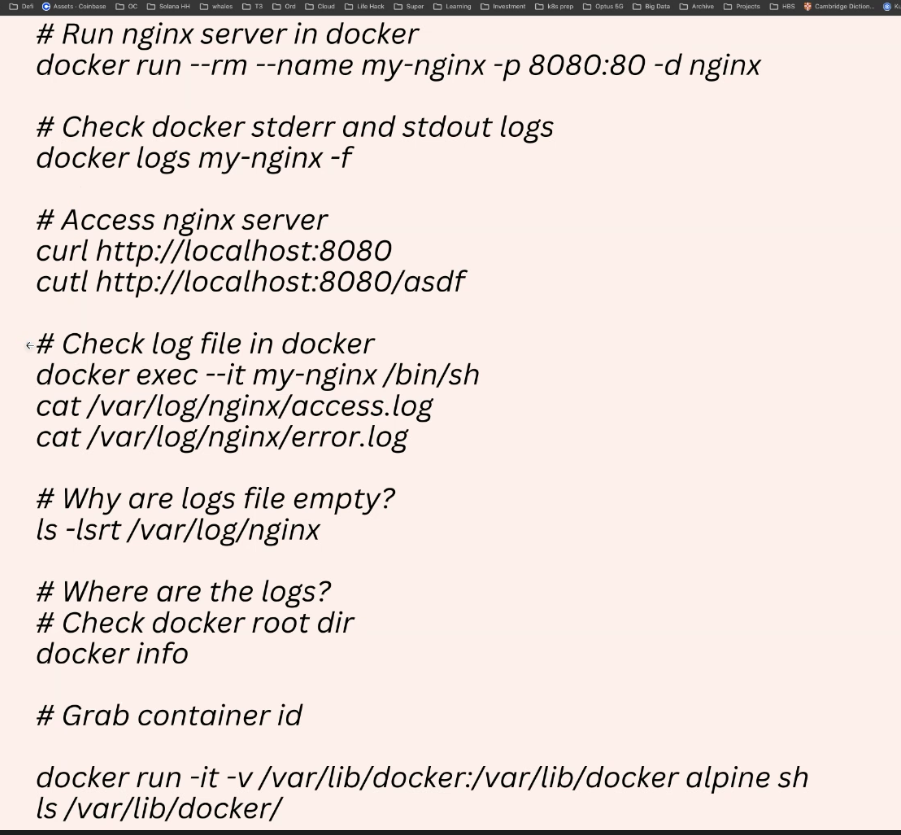 Defi Assets - Coinbase OC Solana HH whales T3 Ord Cloud Life Hack Super Learning Investment k8s prep Optus 5G Big Data Archive Projects HBS Cambridge Diction...
# Run nginx server in docker
docker run --rm --name my-nginx -p 8080:80 -d nginx
# Check docker stderr and stdout logs
docker logs my-nginx -f
# Access nginx server
curl http://localhost:8080
cutl http://localhost:8080/asdf
# Check log file in docker
docker exec --it my-nginx /bin/sh
cat /var/log/nginx/access.log
cat /var/log/nginx/error.log
# Why are logs file empty?
ls -lsrt /var/log/nginx
# Where are the logs?
# Check docker root dir
docker info
# Grab container id
docker run -it -v /var/lib/docker:/var/lib/docker alpine sh
ls /var/lib/docker/